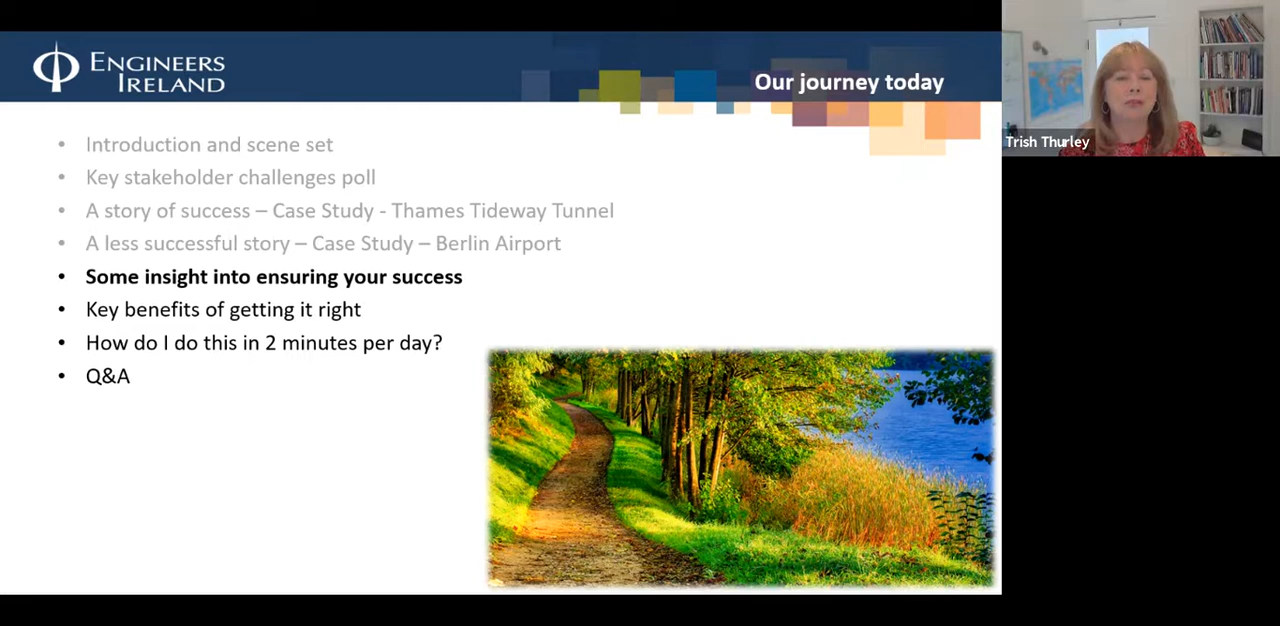 ENGINEERS
IRELAND
Our journey today
Trish Thurley
• Introduction and scene set
• Key stakeholder challenges poll
• A story of success – Case Study - Thames Tideway Tunnel
• A less successful story – Case Study – Berlin Airport
• Some insight into ensuring your success
• Key benefits of getting it right
• How do I do this in 2 minutes per day?
• Q&A